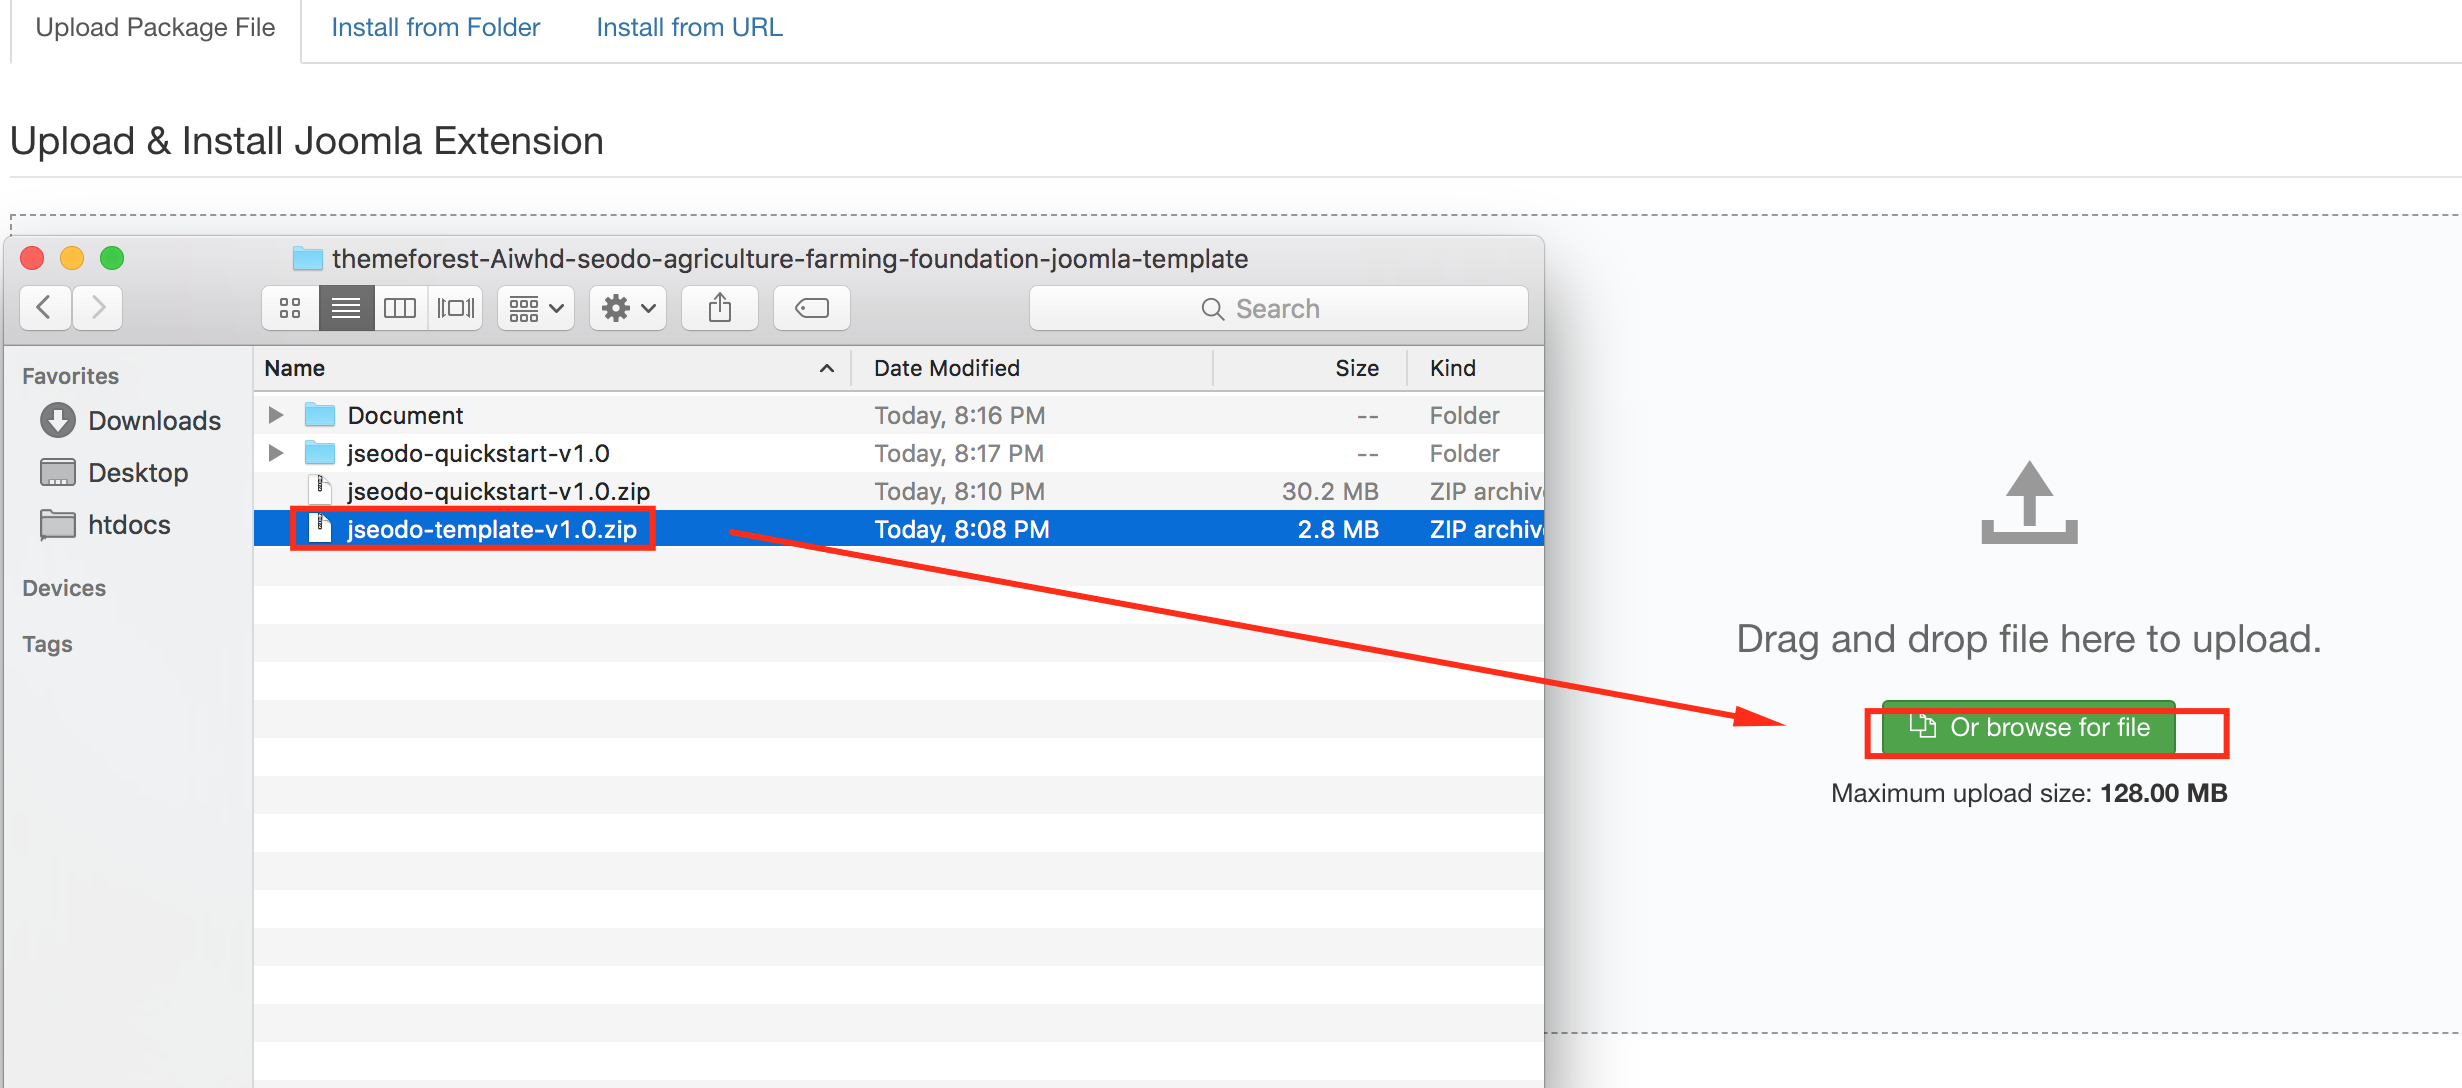 Upload Package File Install from Folder Install from URL
Upload & Install Joomla Extension
themeforest-Aiwhd-seodo-agriculture-farming-foundation-joomla-template
Search
Favorites
Downloads
Desktop
htdocs
Devices
Tags
Name Date Modified Size Kind
Document Today, 8:16 PM -- Folder
jseodo-quickstart-v1.0 Today, 8:17 PM -- Folder
jseodo-quickstart-v1.0.zip Today, 8:10 PM 30.2 MB ZIP archiv
jseodo-template-v1.0.zip Today, 8:08 PM 2.8 MB ZIP archiv
Drag and drop file here to upload.
Or browse for file
Maximum upload size: 128.00 MB